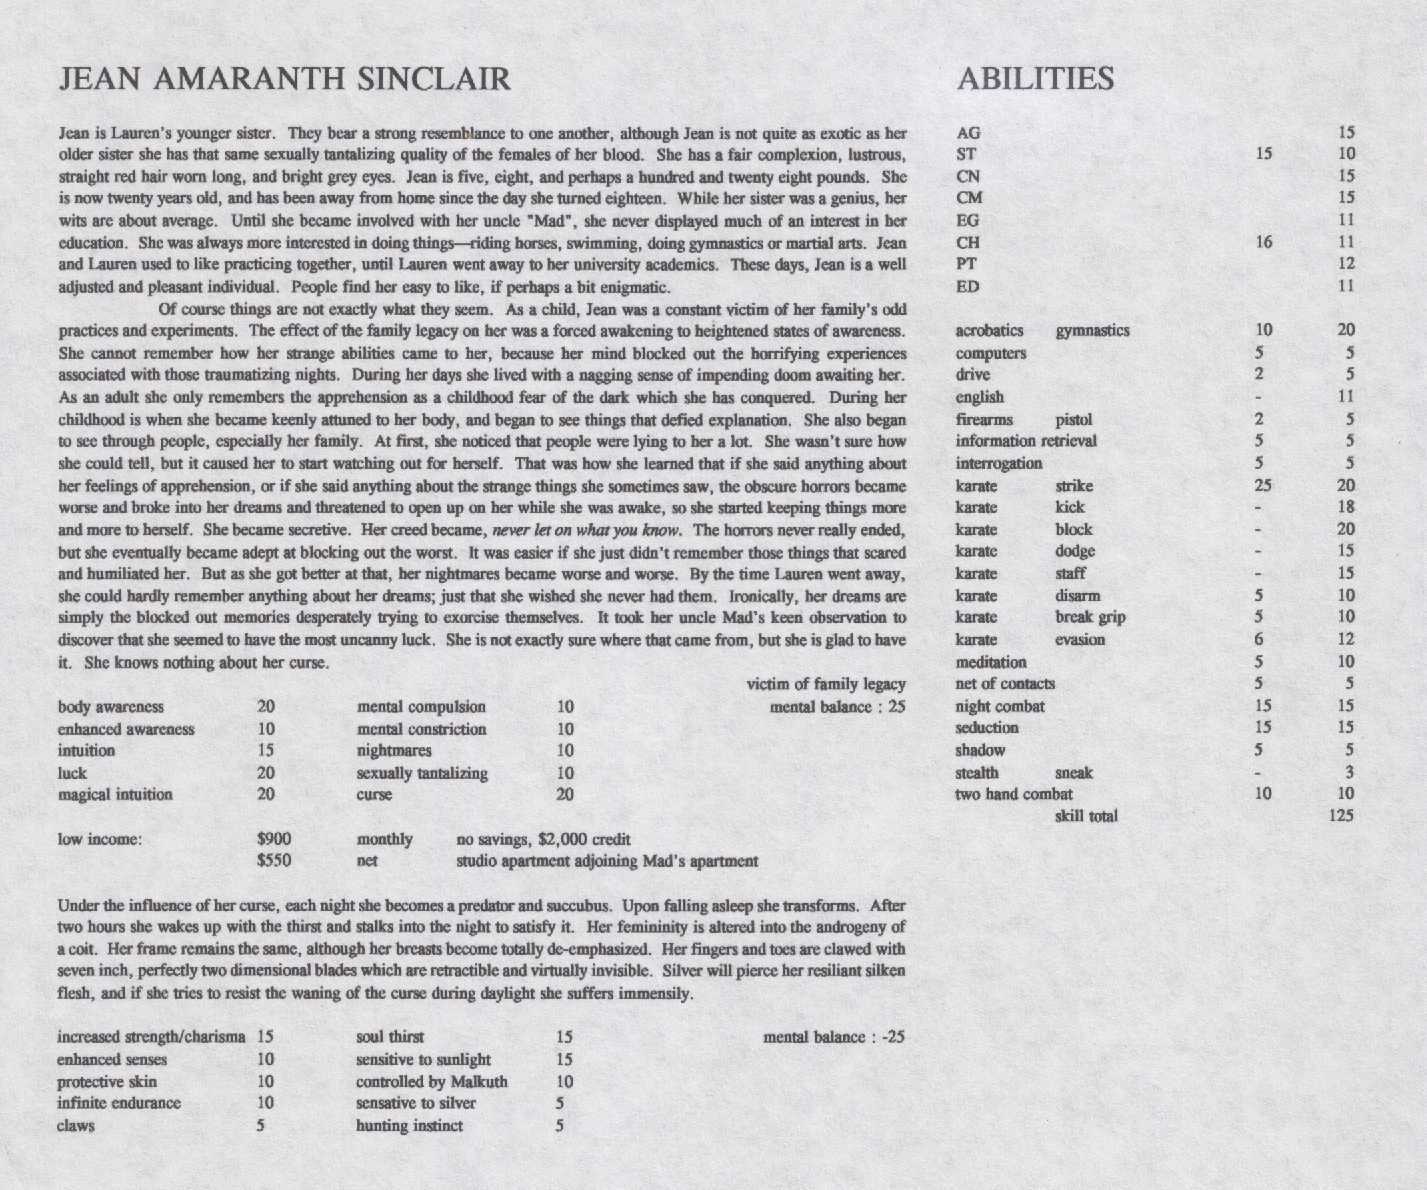 JEAN AMARANTH SINCLAIR
Jean is Lauren's younger sister. They bear a strong resemblance to one another, although Jean is not quite as exotic as her
older sister she has that same sexually tantalizing quality of the females of her blood. She has a fair complexion, lustrous,
straight red hair worn long, and bright grey eyes. Jean is five, eight, and perhaps a hundred and twenty eight pounds. She
is now twenty years old, and has been away from home since the day she turned eighteen. While her sister was a genius, her
wits are about average. Until she became involved with her uncle "Mad", she never displayed much of an interest in her
education. She was always more interested in doing things—riding horses, swimming, doing gymnastics or martial arts. Jean
and Lauren used to like practicing together, until Lauren went away to her university academics. These days, Jean is a well
adjusted and pleasant individual. People find her easy to like, if perhaps a bit enigmatic.
Of course things are not exactly what they seem. As a child, Jean was a constant victim of her family's odd
practices and experiments. The effect of the family legacy on her was a forced awakening to heightened states of awareness.
She cannot remember how her strange abilities came to her, because her mind blocked out the horrifying experiences
associated with those traumatizing nights. During her days she lived with a nagging sense of impending doom awaiting her.
As an adult she only remembers the apprehension as a childhood fear of the dark which she has conquered. During her
childhood is when she became keenly attuned to her body, and began to see things that defied explanation. She also began
to see through people, especially her family. At first, she noticed that people were lying to her a lot. She wasn't sure how
she could tell, but it caused her to start watching out for herself. That was how she learned that if she said anything about
her feelings of apprehension, or if she said anything about the strange things she sometimes saw, the obscure horrors became
worse and broke into her dreams and threatened to open up on her while she was awake, so she started keeping things more
and more to herself. She became secretive. Her creed became, never let on what you know. The horrors never really ended,
but she eventually became adept at blocking out the worst. It was easier if she just didn't remember those things that scared
and humiliated her. But as she got better at that, her nightmares became worse and worse. By the time Lauren went away,
she could hardly remember anything about her dreams; just that she wished she never had them. Ironically, her dreams are
simply the blocked out memories desperately trying to exorcise themselves. It took her uncle Mad's keen observation to
discover that she seemed to have the most uncanny luck. She is not exactly sure where that came from, but she is glad to have
it. She knows nothing about her curse.
victim of family legacy
body awareness 20 mental compulsion 10 mental balance : 25
enhanced awareness 10 mental constriction 10
intuition 15 nightmares 10
luck 20 sexually tantalizing 10
magical intuition 20 curse 20
low income: $900 monthly no savings, $2,000 credit
$550 net studio apartment adjoining Mad's apartment
Under the influence of her curse, each night she becomes a predator and succubus. Upon falling asleep she transforms. After
two hours she wakes up with the thirst and stalks into the night to satisfy it. Her femininity is altered into the androgeny of
a coit. Her frame remains the same, although her breasts become totally de-emphasized. Her fingers and toes are clawed with
seven inch, perfectly two dimensional blades which are retractible and virtually invisible. Silver will pierce her resiliant silken
flesh, and if she tries to resist the waning of the curse during daylight she suffers immensily.
increased strength/charisma 15 soul thirst 15 mental balance : -25
enhanced senses 10 sensitive to sunlight 15
protective skin 10 controlled by Malkuth 10
infinite endurance 10 sensative to silver 5
claws 5 hunting instinct 5
ABILITIES
AG 15
ST 15 10
CN 15
CM 15
EG 11
CH 16 11
PT 12
ED 11
acrobatics gymnastics 10 20
computers 5 5
drive 2 5
english - 11
firearms pistol 2 5
information retrieval 5 5
interrogation 5 5
karate strike 25 20
karate kick - 18
karate block - 20
karate dodge - 15
karate staff - 15
karate disarm 5 10
karate break grip 5 10
karate evasion 6 12
meditation 5 10
net of contacts 5 5
night combat 15 15
seduction 15 15
shadow 5 5
stealth sneak - 3
two hand combat 10 10
skill total 125